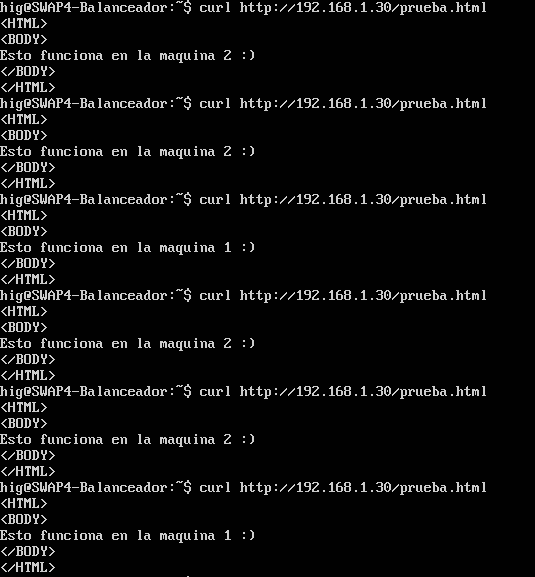 hig@SWAP4-Balanceador:~$ curl http://192.168.1.30/prueba.html
<HTML>
<BODY>
Esto funciona en la maquina 2 :)
</BODY>
</HTML>
hig@SWAP4-Balanceador:~$ curl http://192.168.1.30/prueba.html
<HTML>
<BODY>
Esto funciona en la maquina 2 :)
</BODY>
</HTML>
hig@SWAP4-Balanceador:~$ curl http://192.168.1.30/prueba.html
<HTML>
<BODY>
Esto funciona en la maquina 1 :)
</BODY>
</HTML>
hig@SWAP4-Balanceador:~$ curl http://192.168.1.30/prueba.html
<HTML>
<BODY>
Esto funciona en la maquina 2 :)
</BODY>
</HTML>
hig@SWAP4-Balanceador:~$ curl http://192.168.1.30/prueba.html
<HTML>
<BODY>
Esto funciona en la maquina 2 :)
</BODY>
</HTML>
hig@SWAP4-Balanceador:~$ curl http://192.168.1.30/prueba.html
<HTML>
<BODY>
Esto funciona en la maquina 1 :)
</BODY>
</HTML>